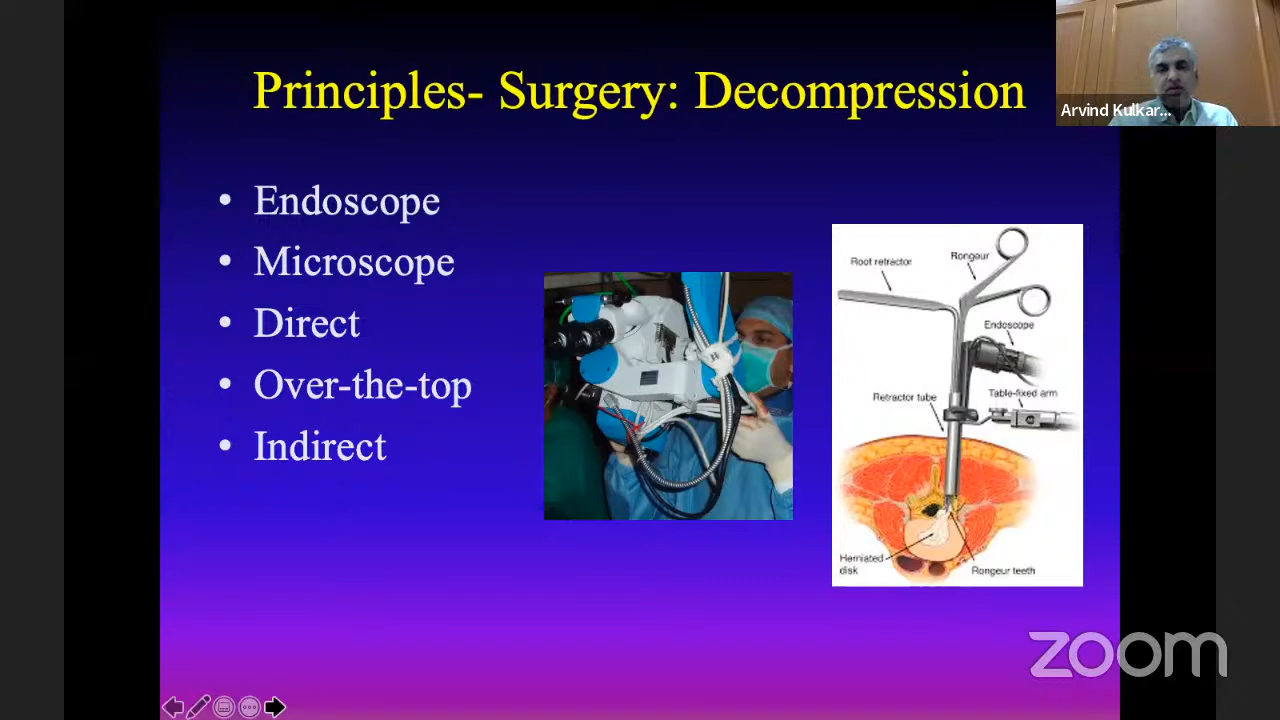 Principles- Surgery: Decompression
Arvind Kulkar...
• Endoscope
• Microscope
• Direct
• Over-the-top
• Indirect
Root retractor
Rongeur
Endoscope
Retractor tube
Table-fixed arm
Herniated
disk
Rongeur teeth
zoom